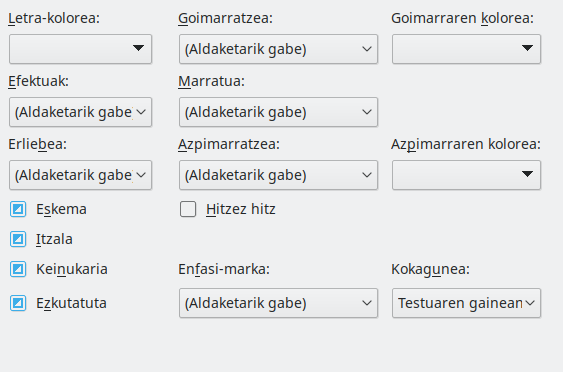 Letra-kolorea: Goimarratzea: Goimarraren kolorea:
(Aldaketarik gabe)
Efektuak: Marratua:
(Aldaketarik gabe (Aldaketarik gabe)
Erliebea: Azpimarratzea: Azpimarraren kolorea:
(Aldaketarik gabe (Aldaketarik gabe)
Eskema Hitzez hitz
Itzala
Keinukaria Enfasi-marka: Kokagunea:
Ezkutatuta (Aldaketarik gabe) Testuaren gainean